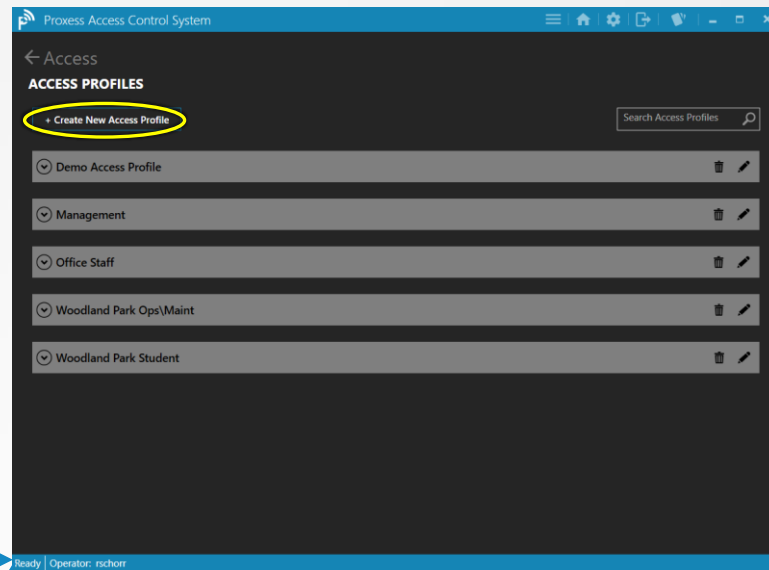 Proxess Access Control System
Access
ACCESS PROFILES
+ Create New Access Profile
Search Access Profiles
Demo Access Profile
Management
Office Staff
Woodland Park Ops\Maint
Woodland Park Student
Ready
Operator: rschorr